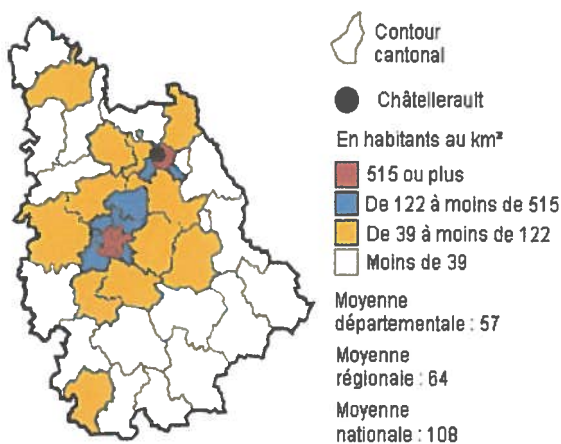 Contour
cantonal
Châtellerault
En habitants au km²
515 ou plus
De 122 à moins de 515
De 39 à moins de 122
Moins de 39
Moyenne
départementale : 57
Moyenne
régionale : 64
Moyenne
nationale : 108